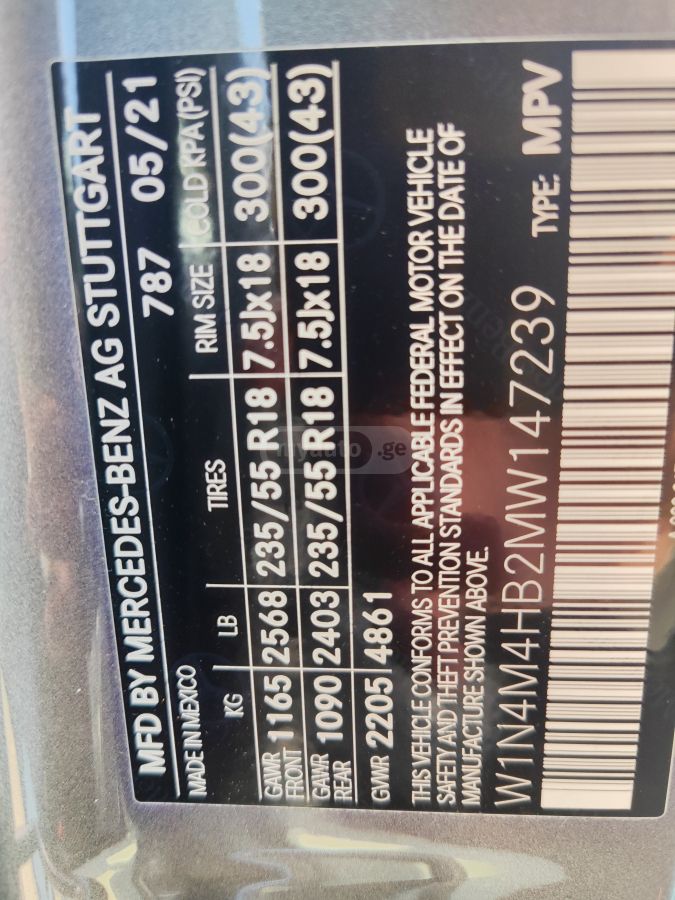 MFD BY MERCEDES-BENZ AG STUTTGART
MADE IN MEXICO 787 05/21
KG LB TIRES RIM SIZE COLD KPA (PSI)
GAWR FRONT 1165 2568 235/55 R18 7.5Jx18 300(43)
GAWR REAR 1090 2403 235/55 R18 7.5Jx18 300(43)
GVWR 2205 4861
THIS VEHICLE CONFORMS TO ALL APPLICABLE FEDERAL MOTOR VEHICLE
SAFETY AND THEFT PREVENTION STANDARDS IN EFFECT ON THE DATE OF
MANUFACTURE SHOWN ABOVE.
W1N4M4HB2MW147239 TYPE: MPV
myauto.ge